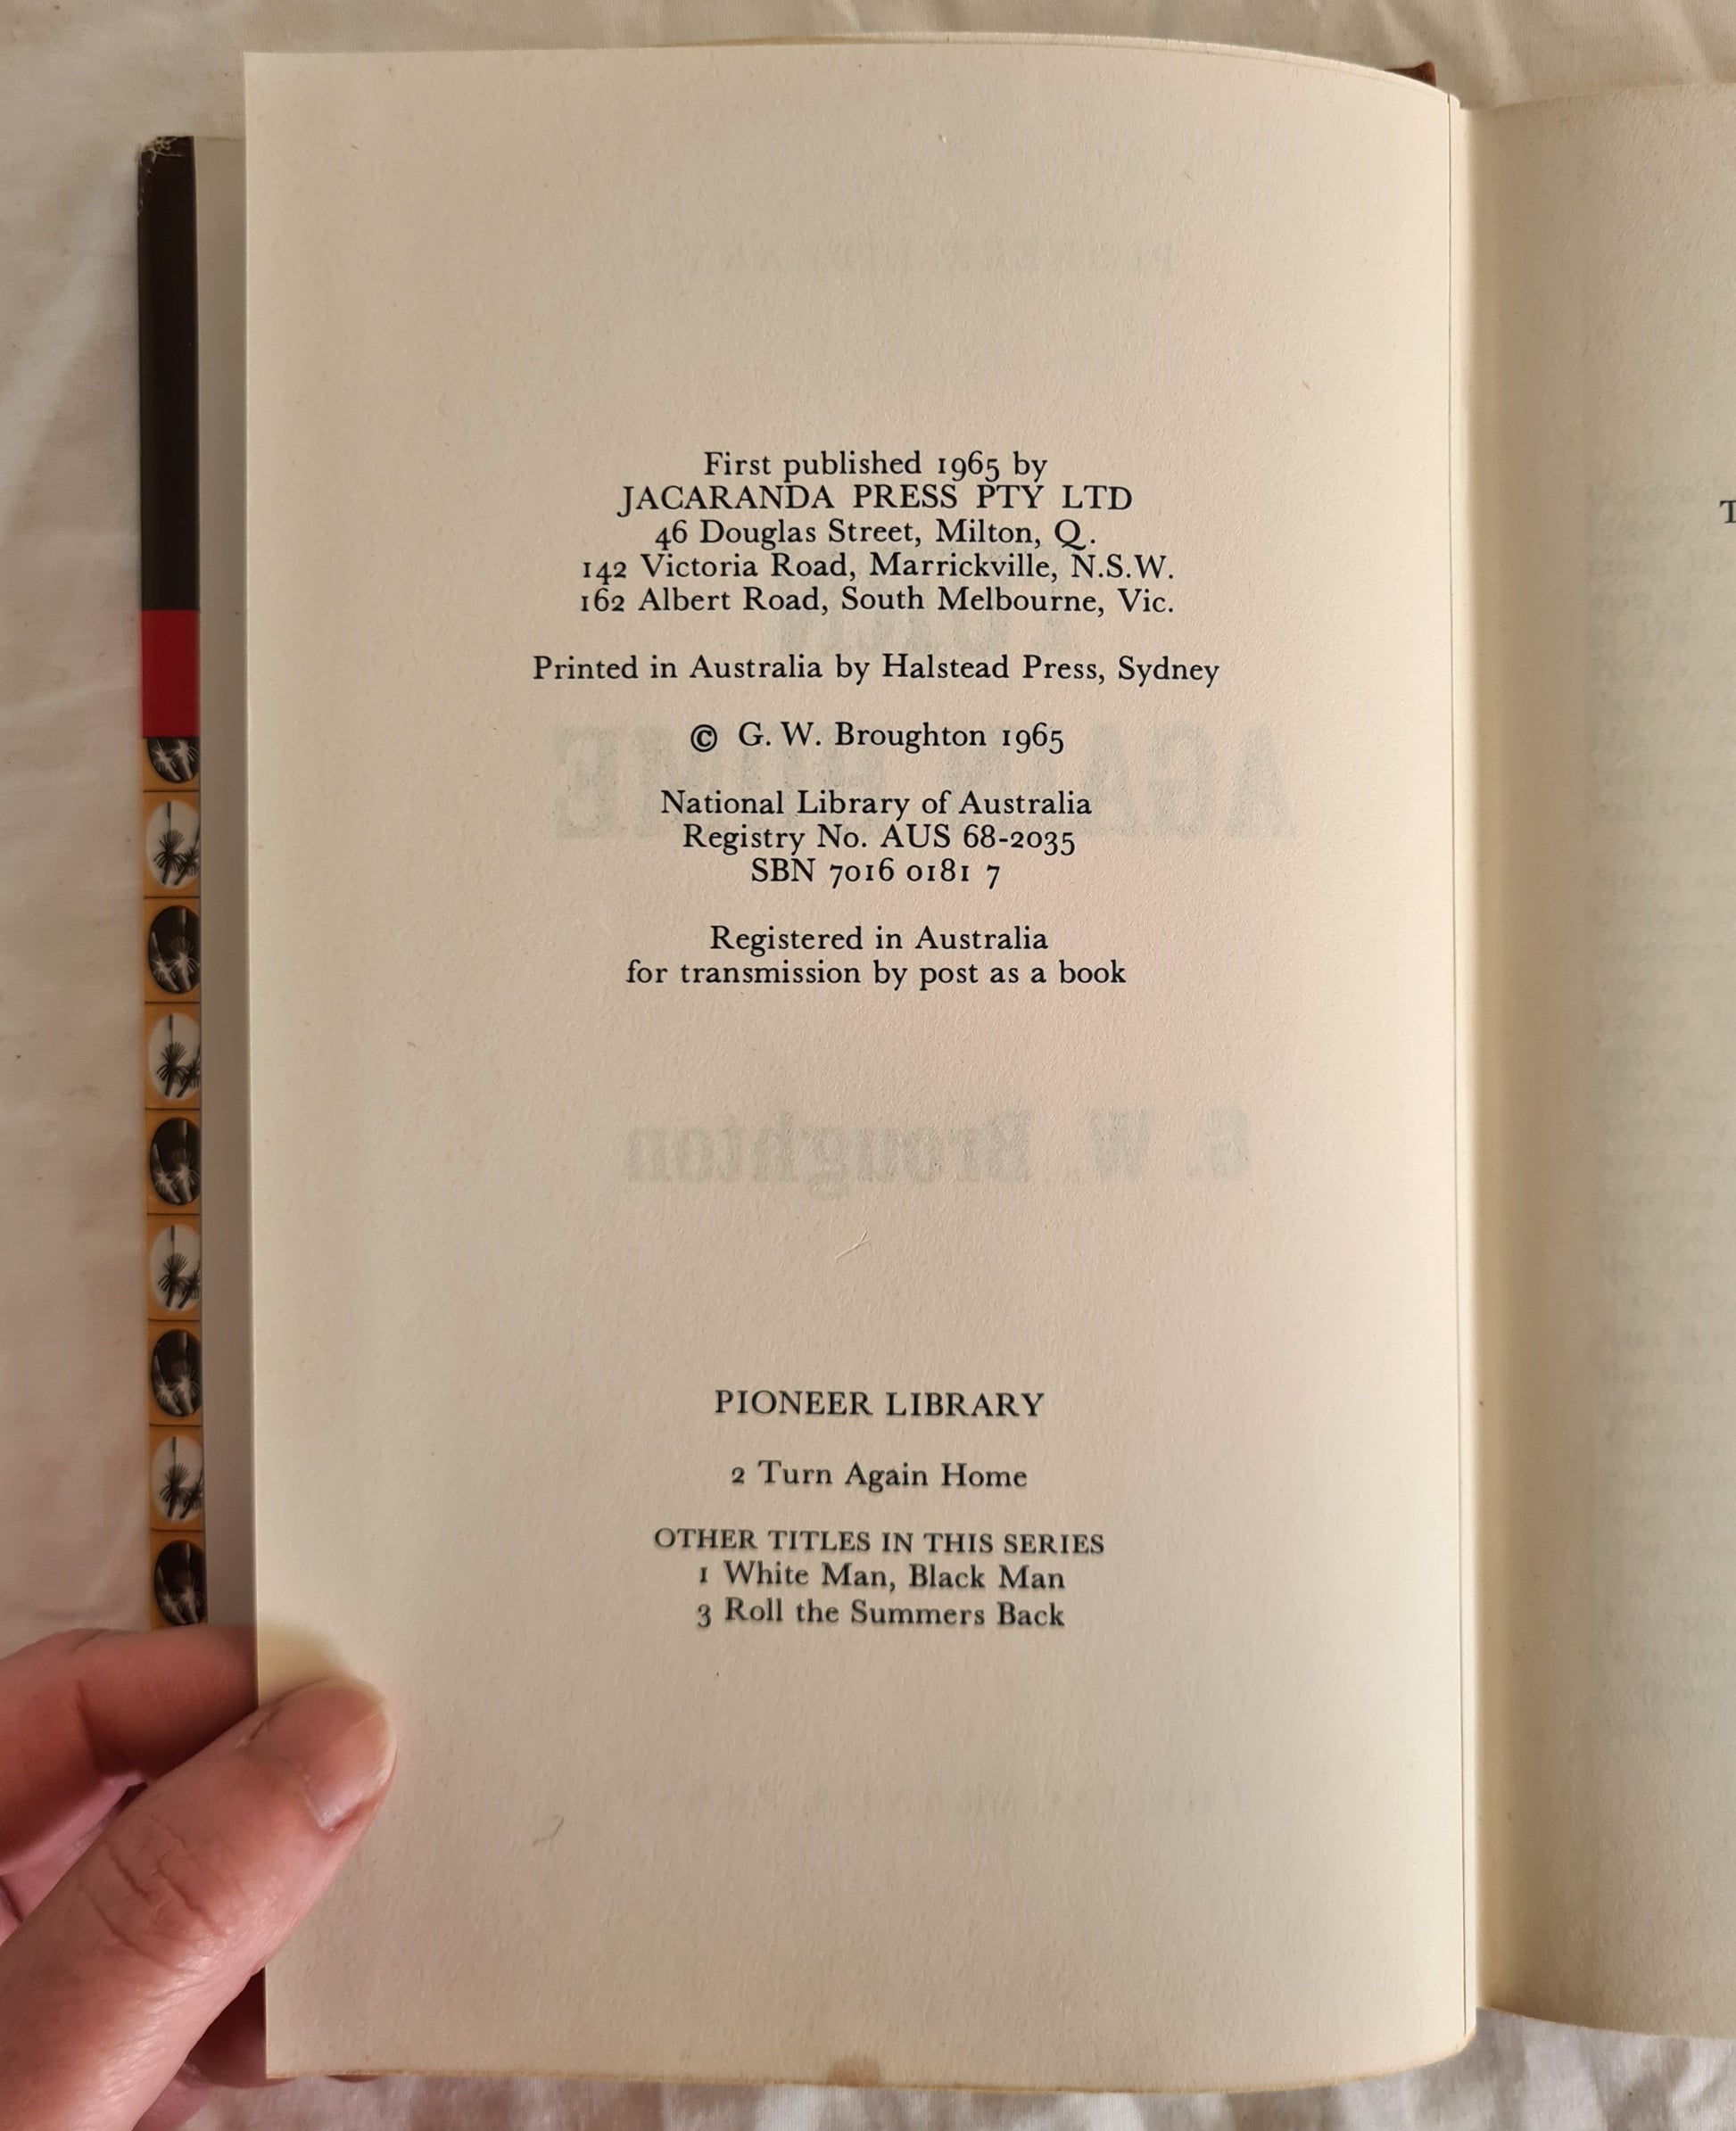 First published 1965 by
JACARANDA PRESS PTY LTD
46 Douglas Street, Milton, Q.
142 Victoria Road, Marrickville, N.S.W.
162 Albert Road, South Melbourne, Vic.
Printed in Australia by Halstead Press, Sydney
© G. W. Broughton 1965
National Library of Australia
Registry No. AUS 68-2035
SBN 7016 0181 7
Registered in Australia
for transmission by post as a book
G. W. Broughton
PIONEER LIBRARY
2 Turn Again Home
OTHER TITLES IN THIS SERIES
1 White Man, Black Man
3 Roll the Summers Back